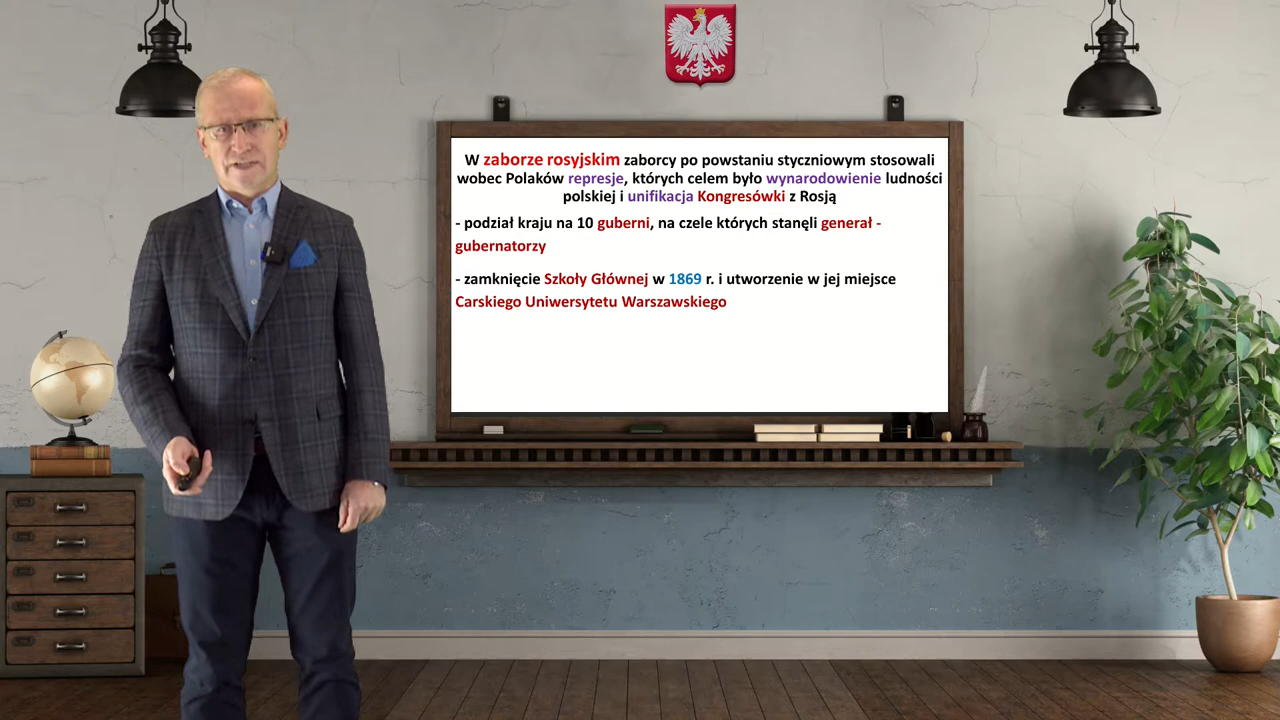 W zaborze rosyjskim zaborcy po powstaniu styczniowym stosowali
wobec Polaków represje, których celem było wynarodowienie ludności
polskiej i unifikacja Kongresówki z Rosją
- podział kraju na 10 guberni, na czele których stanęli generał -
gubernatorzy
- zamknięcie Szkoły Głównej w 1869 r. i utworzenie w jej miejsce
Carskiego Uniwersytetu Warszawskiego